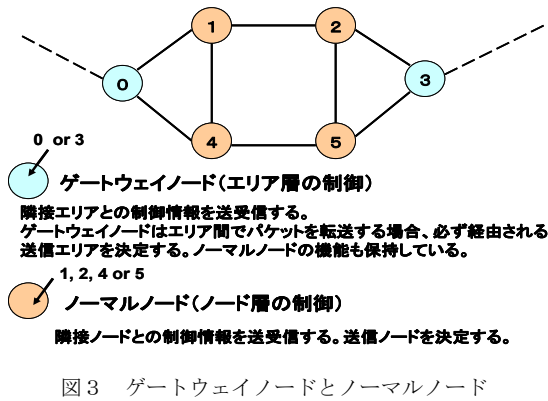 1
2
0
3
4
5
0 or 3
ゲートウェイノード(エリア層の制御)
隣接エリアとの制御情報を送受信する。
ゲートウェイノードはエリア間でパケットを転送する場合、必ず経由される
送信エリアを決定する。ノーマルノードの機能も保持している。
1, 2, 4 or 5
ノーマルノード(ノード層の制御)
隣接ノードとの制御情報を送受信する。送信ノードを決定する。
図3 ゲートウェイノードとノーマルノード